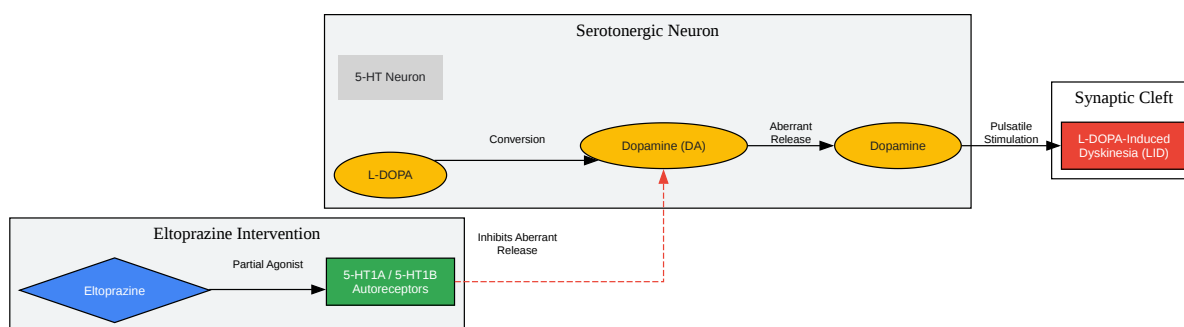 Serotonergic Neuron
5-HT Neuron
L-DOPA
Conversion
Dopamine (DA)
Aberrant
Release
Dopamine
Pulsatile
Stimulation
Synaptic Cleft
L-DOPA-Induced
Dyskinesia (LID)
Eltoprazine Intervention
Eltoprazine
Partial Agonist
5-HT1A / 5-HT1B
Autoreceptors
Inhibits Aberrant
Release